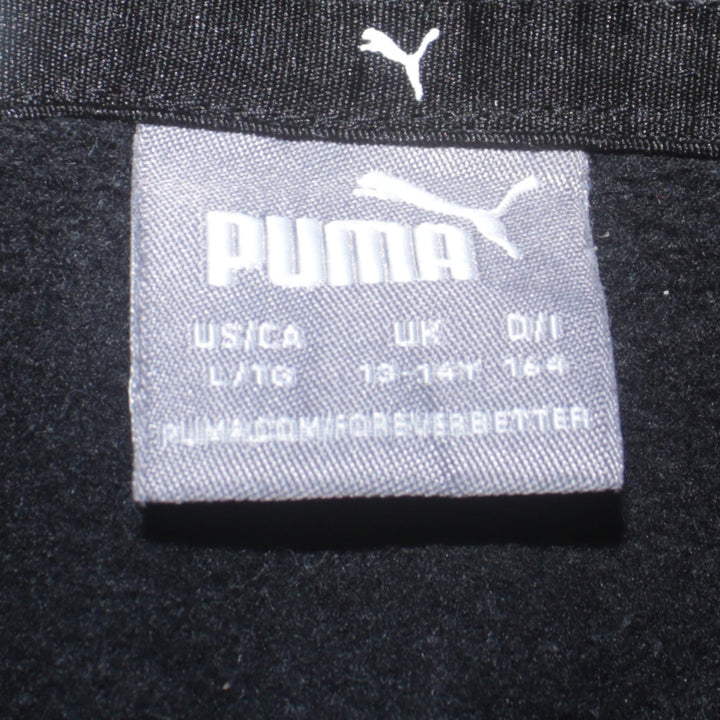 PUMA
US/CA UK D/I
L/TG 13-14Y 164
PUMA.COM/FOREVERBETTER